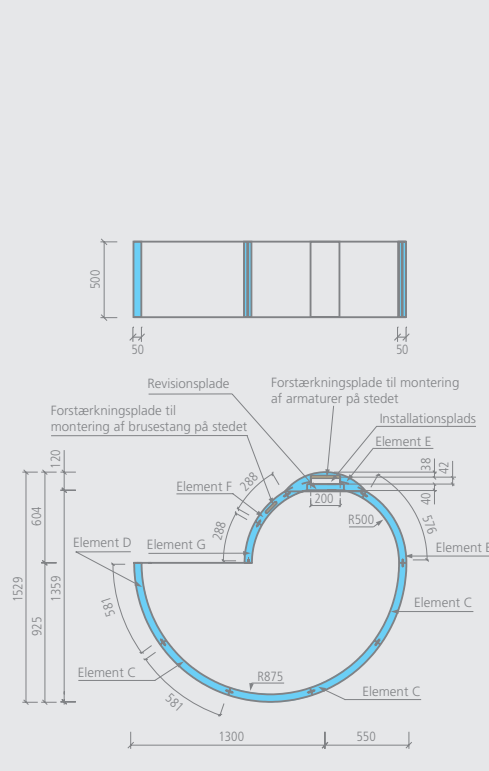 500
50
50
Revisionsplade
Forstærkningsplade til montering
af armaturer på stedet
Forstærkningsplade til
montering af brusestang på stedet
Installationsplads
Element E
120
38
42
40
288
Element F
200
576
604
R500
288
Element D
Element G
Element B
1529
1359
581
Element C
925
Element C
R875
Element C
581
1300
550